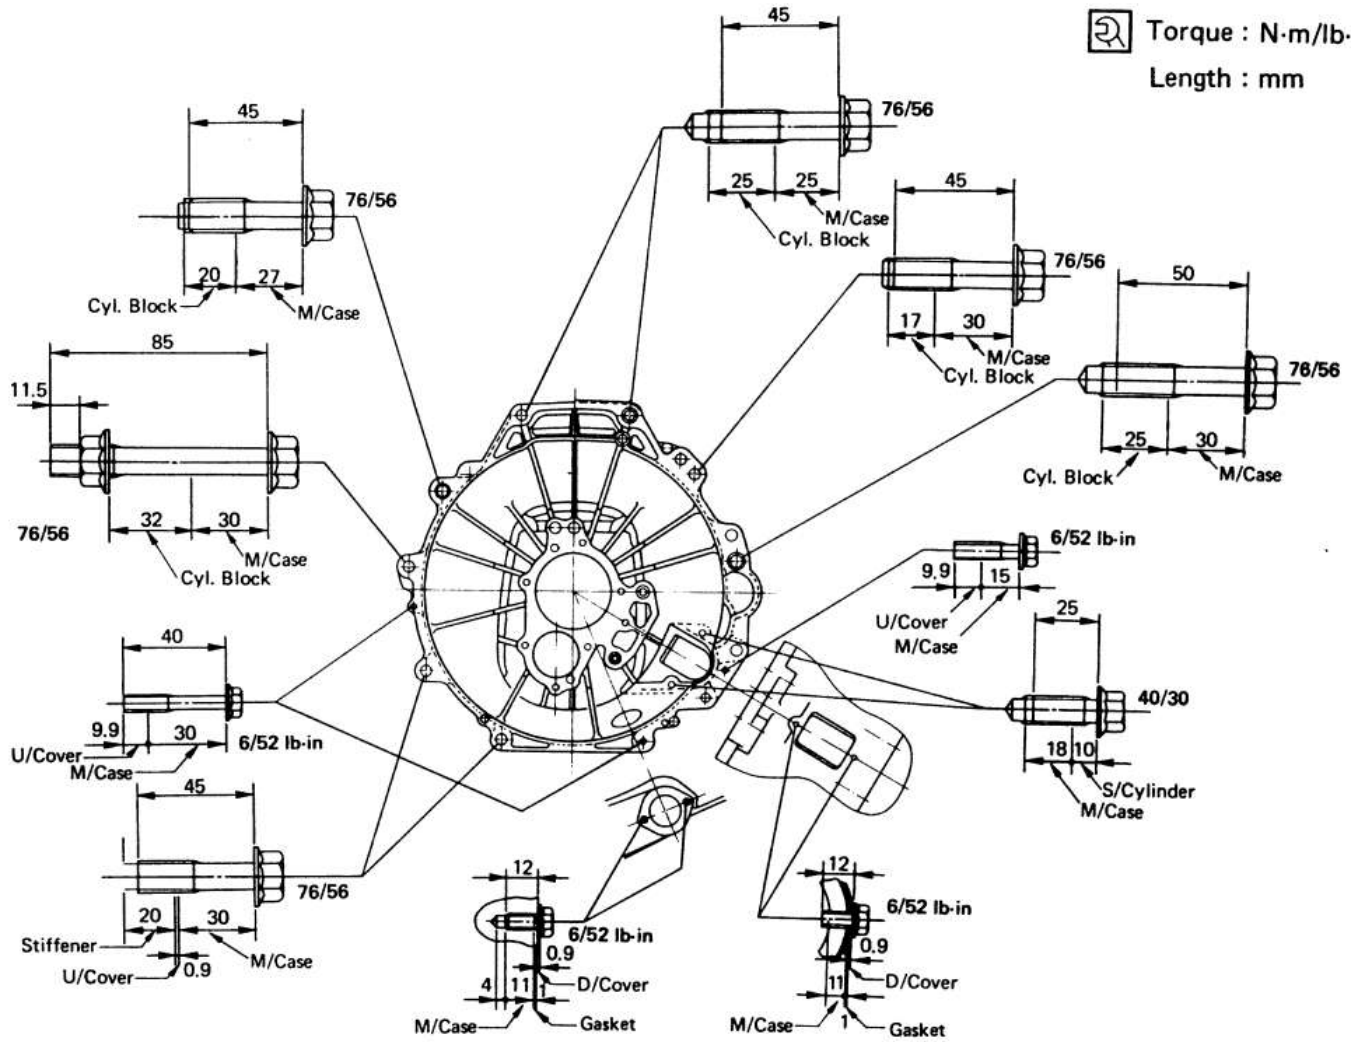 Torque : N·m/lb·
Length : mm
45
76/56
25
25
M/Case
Cyl. Block
45
76/56
20
27
Cyl. Block
M/Case
45
76/56
17
30
M/Case
Cyl. Block
50
76/56
25
30
Cyl. Block
M/Case
85
11.5
32
30
76/56
M/Case
Cyl. Block
6/52 lb·in
9.9
15
U/Cover
M/Case
25
40/30
18
10
S/Cylinder
M/Case
40
9.9
30
6/52 lb·in
U/Cover
M/Case
45
76/56
20
30
Stiffener
M/Case
U/Cover
0.9
12
6/52 lb·in
0.9
4
11
1
D/Cover
M/Case
Gasket
12
6/52 lb·in
0.9
11
D/Cover
M/Case
1
Gasket